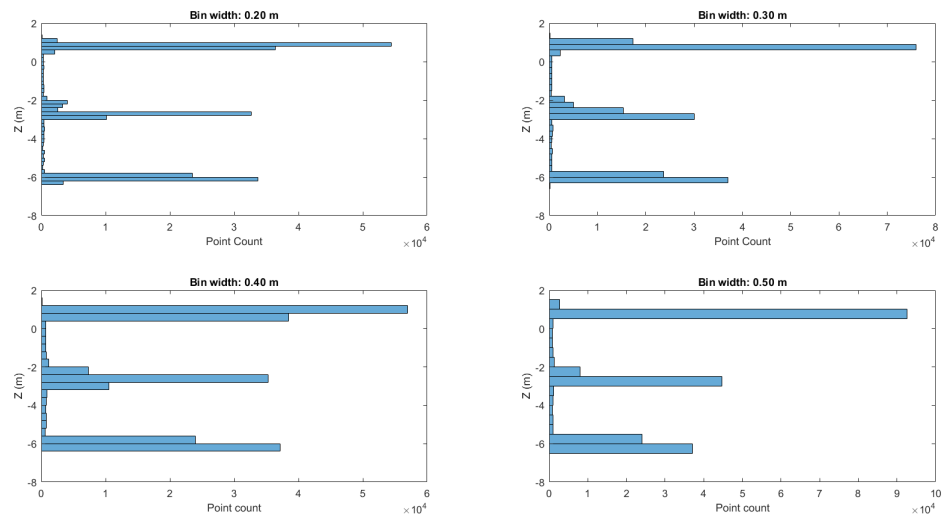 Bin width: 0.20 m
2
0
-2
-4
-6
-8
Z (m)
0 1 2 3 4 5 6
Point Count
×10^4
Bin width: 0.30 m
2
0
-2
-4
-6
-8
Z (m)
0 1 2 3 4 5 6 7 8
Point Count
×10^4
Bin width: 0.40 m
2
0
-2
-4
-6
-8
Z (m)
0 1 2 3 4 5 6
Point count
×10^4
Bin width: 0.50 m
2
0
-2
-4
-6
-8
Z (m)
0 1 2 3 4 5 6 7 8 9 10
Point count
×10^4